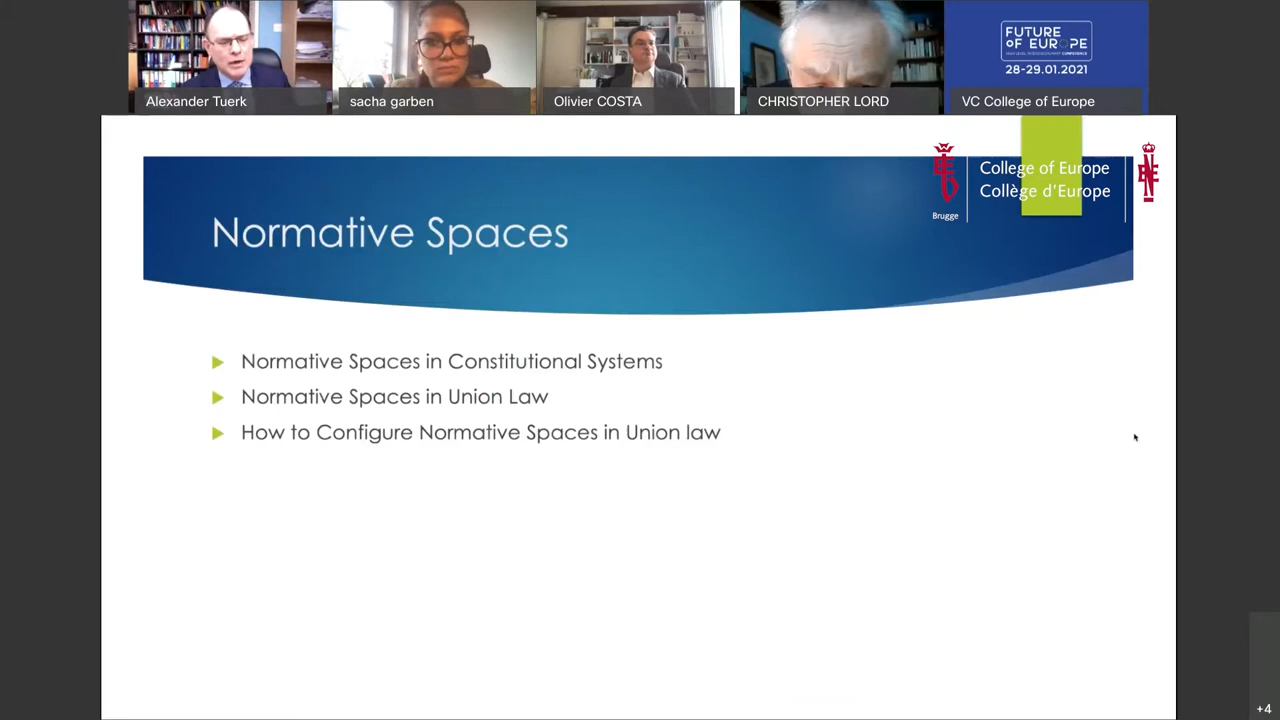 FUTURE
OF EUROPE
28-29.01.2021
Alexander Tuerk
sacha garben
Olivier COSTA
CHRISTOPHER LORD
VC College of Europe
College of Europe
Collège d'Europe
Brugge
Normative Spaces
Normative Spaces in Constitutional Systems
Normative Spaces in Union Law
How to Configure Normative Spaces in Union law
+4